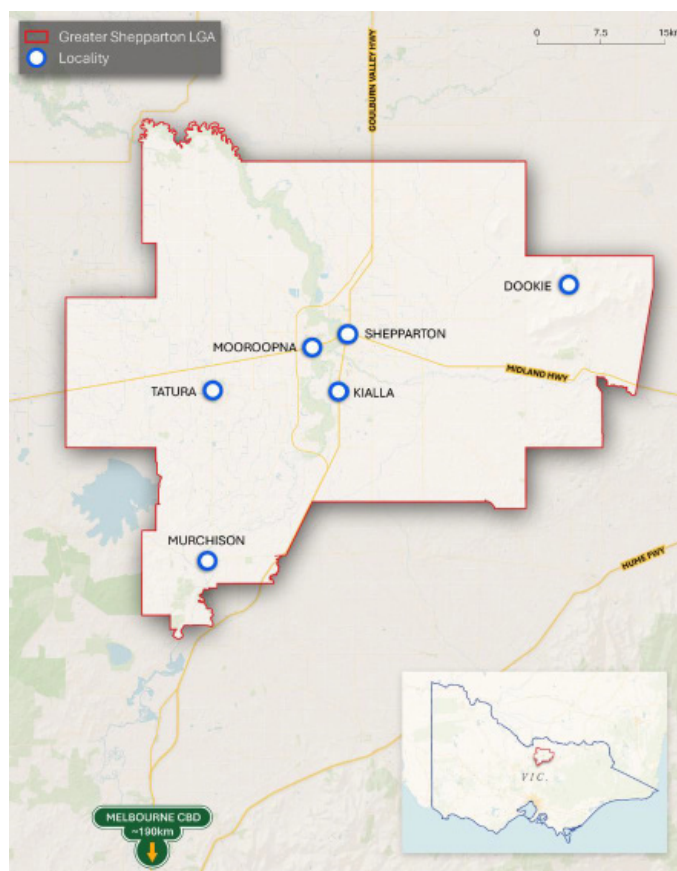 Greater Shepparton LGA
Locality
0 7.5 15km
GOULBURN VALLEY HWY
DOOKIE
SHEPPARTON
MOOROOPNA
MIDLAND HWY
TATURA
KIALLA
MURCHISON
HUME FWY
VIC.
MELBOURNE CBD
~190km